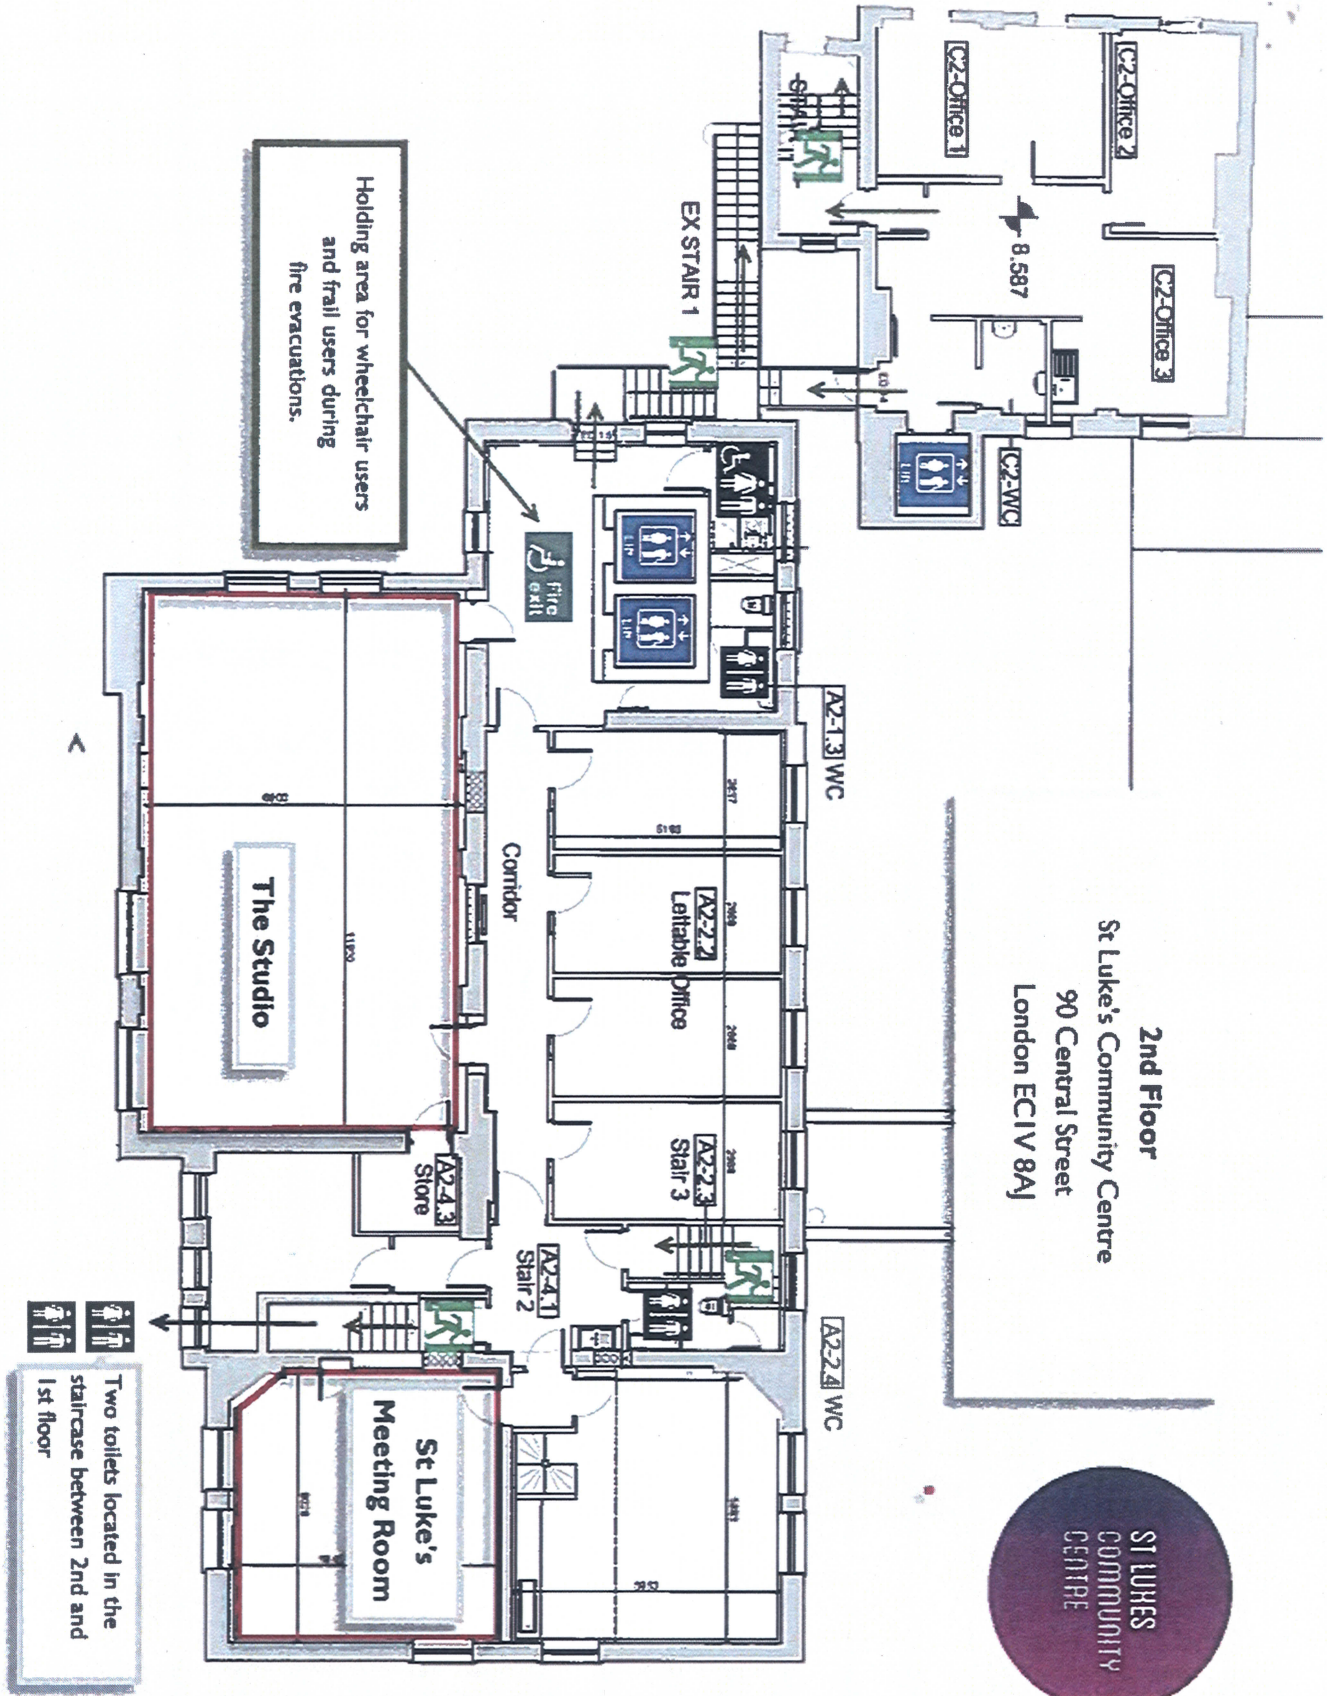 2nd Floor
St Luke's Community Centre
90 Central Street
London EC1V 8AJ
ST LUKES
COMMUNITY
CENTRE
C2-Office 1
C2-Office 2
C2-Office 3
8.587
C2-WC
Lift
EX STAIR 1
Holding area for wheelchair users
and frail users during
fire evacuations.
Fire
exit
Lift
Lift
A2-1.3 WC
Corridor
A2-2.2
Lettable Office
A2-2.3
Stair 3
A2-2.4 WC
A2-4.1
Stair 2
A2-4.3
Store
The Studio
St Luke's
Meeting Room
Two toilets located in the
staircase between 2nd and
1st floor